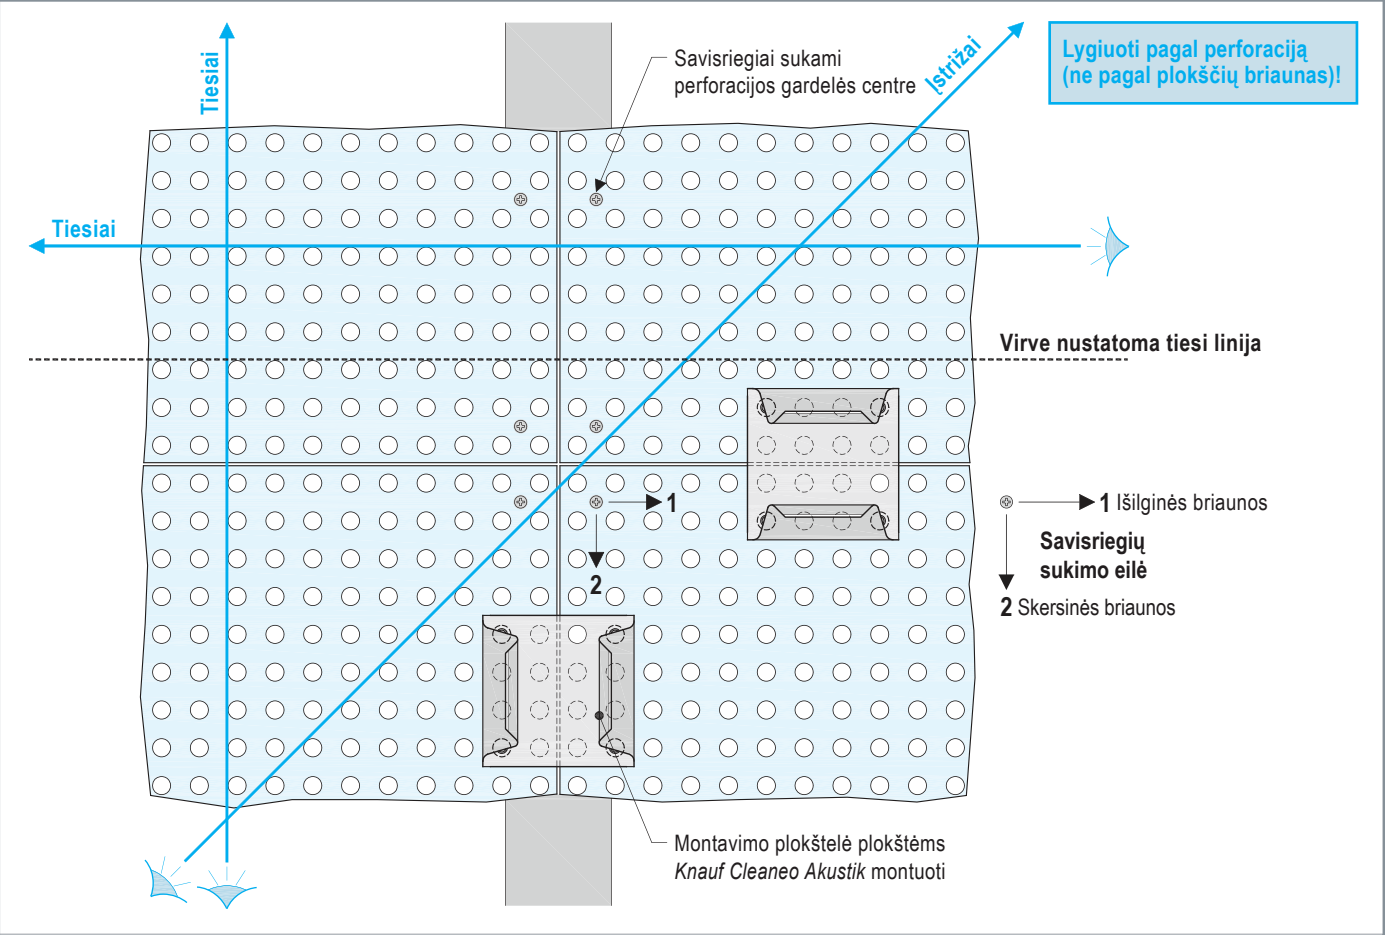 Tiesiai
Savisriegiai sukami
perforacijos gardelės centre
Įstrižai
Lygiuoti pagal perforaciją
(ne pagal plokščių briaunas)!
Tiesiai
Virve nustatoma tiesi linija
1
2
1 Išilginės briaunos
Savisriegių
sukimo eilė
2 Skersinės briaunos
Montavimo plokštelė plokštėms
Knauf Cleaneo Akustik montuoti